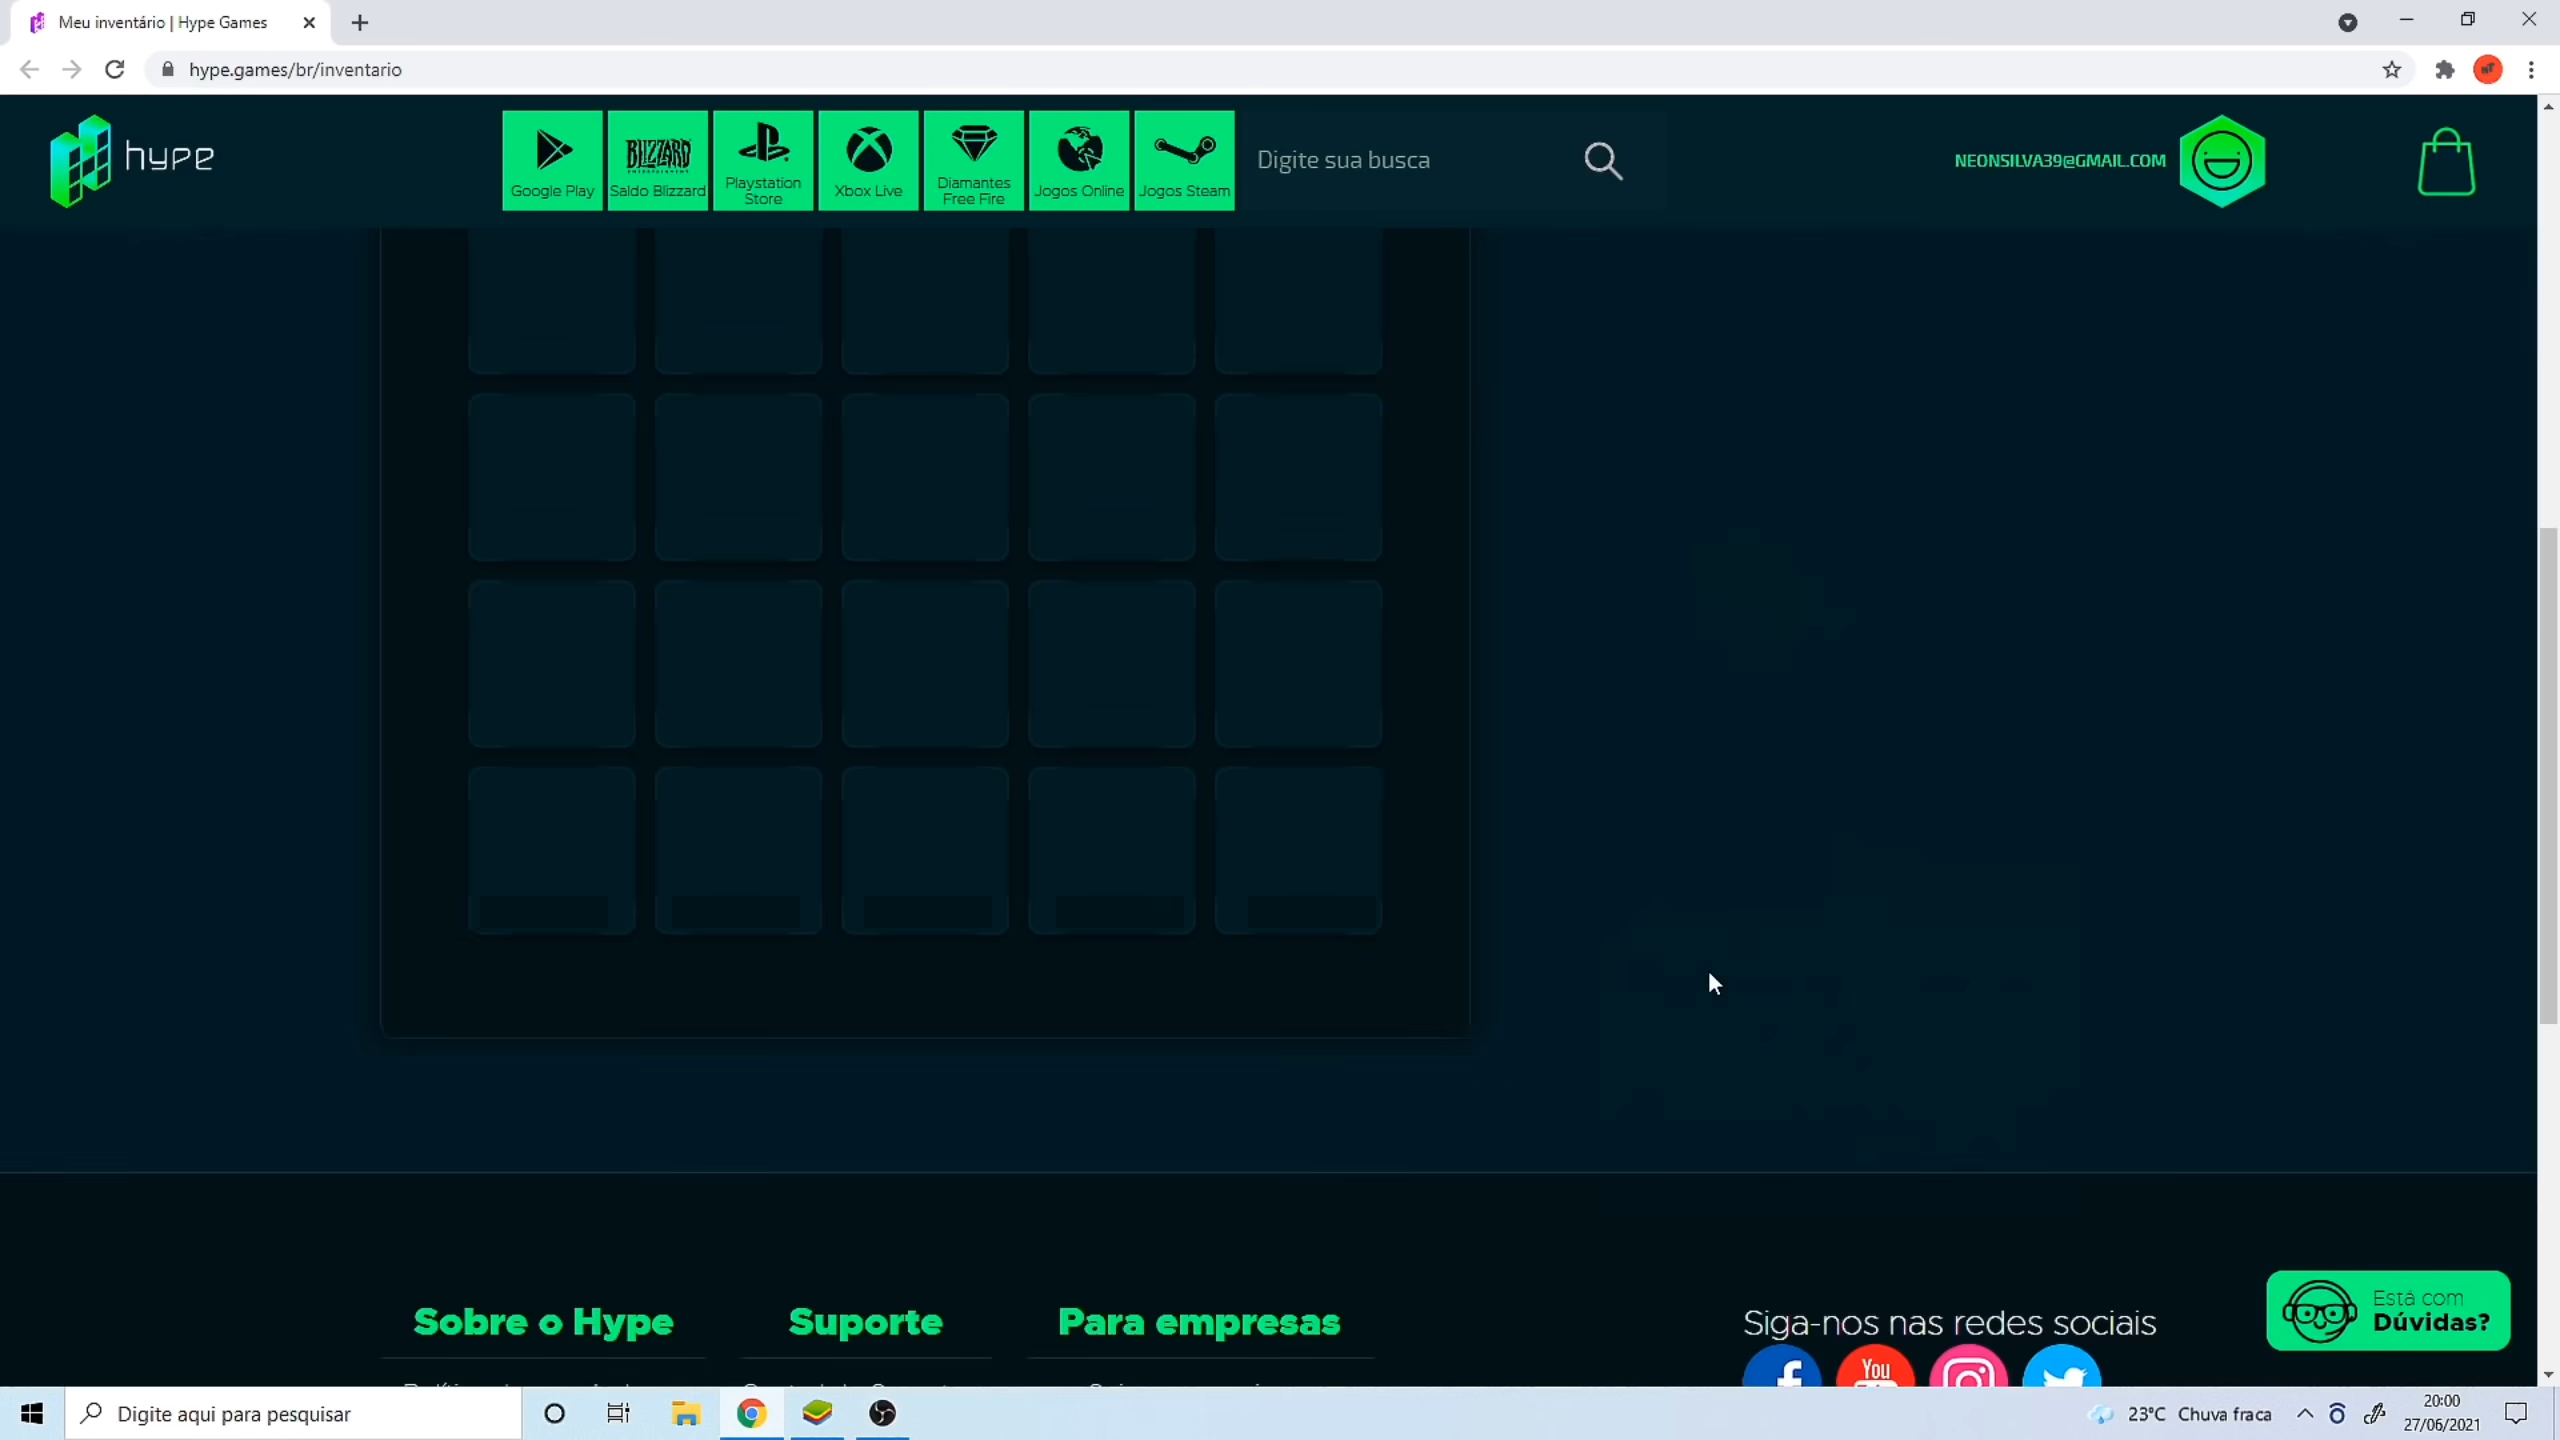 Meu inventário | Hype Games
hype.games/br/inventario
hype
Google Play
BLIZZARD
ENTERTAINMENT
Saldo Blizzard
Playstation
Store
Xbox Live
Diamantes
Free Fire
Jogos Online
Jogos Steam
Digite sua busca
NEONSILVA39@GMAIL.COM
Sobre o Hype
Suporte
Para empresas
Siga-nos nas redes sociais
You
Está com
Dúvidas?
Digite aqui para pesquisar
23°C Chuva fraca
20:00
27/06/2021